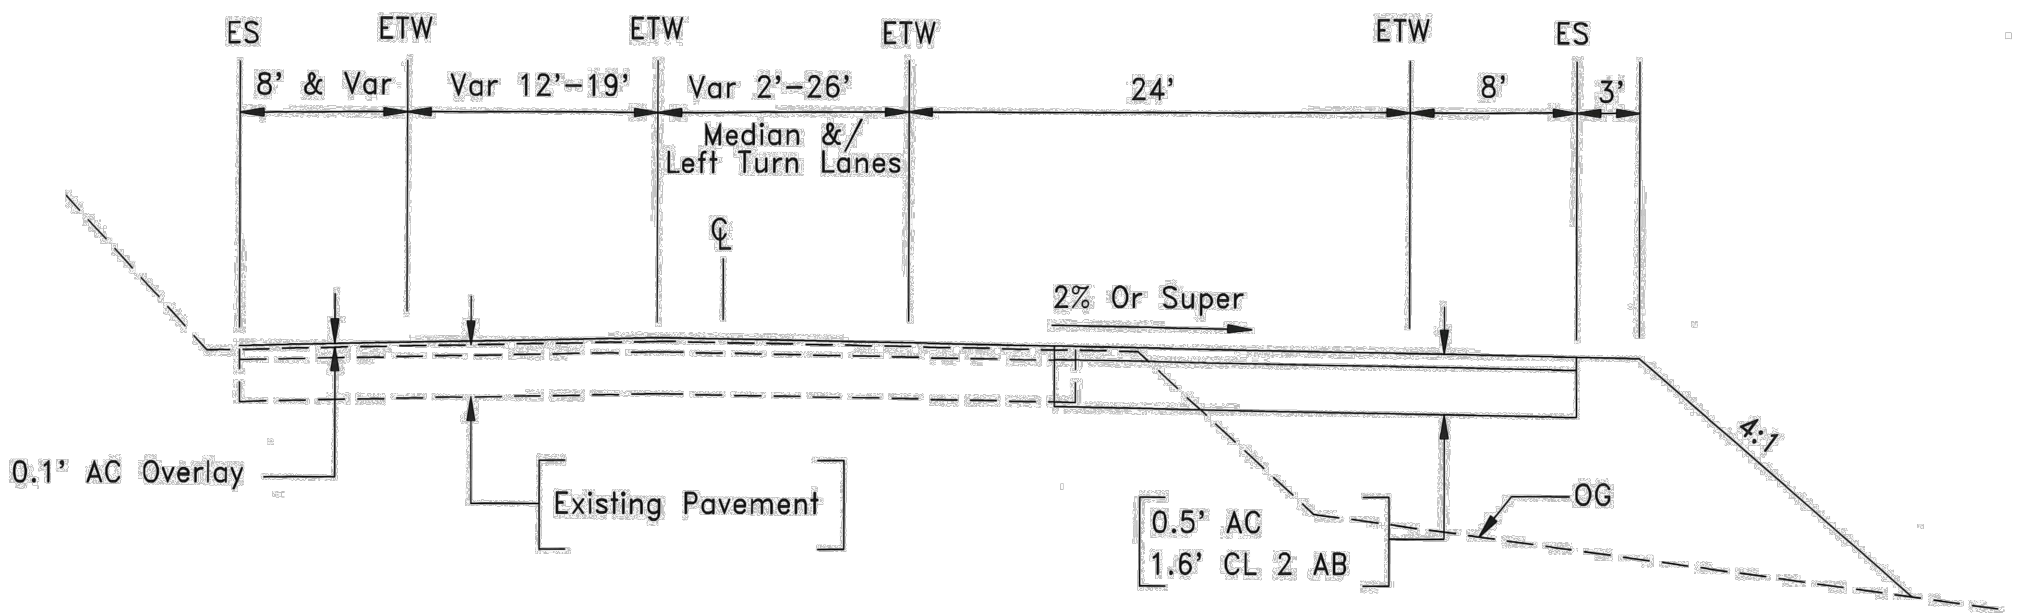 ES ETW ETW ETW ETW ES
8' & Var Var 12'-19' Var 2'-26' 24' 8' 3'
Median &/
Left Turn Lanes
℄
2% Or Super
4:1
0.1' AC Overlay
Existing Pavement
0.5' AC
1.6' CL 2 AB
OG